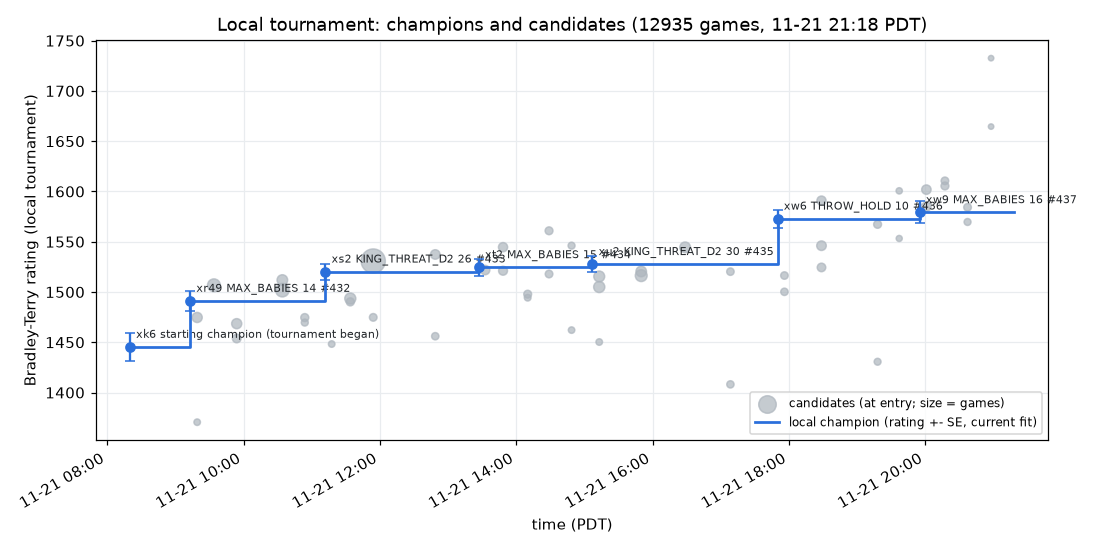 Local tournament: champions and candidates (12935 games, 11-21 21:18 PDT)
Bradley-Terry rating (local tournament)
1750
1700
1650
1600
1550
1500
1450
1400
xk6 starting champion (tournament began)
xr49 MAX_BABIES 14 #432
xs2 KING_THREAT_D2 26 #433
xt2 MAX_BABIES 15 #434
KING_THREAT_D2 30 #435
xw6 THROW_HOLD 10 #436
xw9 MAX_BABIES 16 #437
candidates (at entry; size = games)
local champion (rating +- SE, current fit)
11-21 08:00
11-21 10:00
11-21 12:00
11-21 14:00
11-21 16:00
11-21 18:00
11-21 20:00
time (PDT)